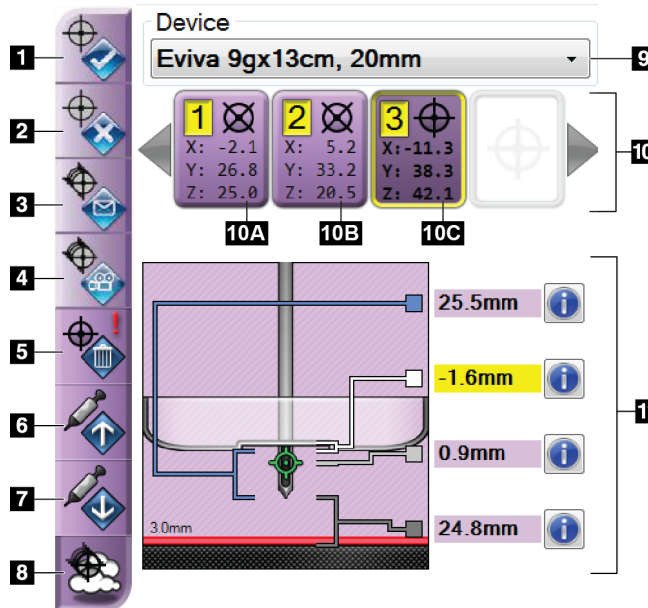 Device
1
Eviva 9gx13cm, 20mm
9
2
1
2
3
X: -2.1
X: 5.2
X:-11.3
Y: 26.8
Y: 33.2
Y: 38.3
Z: 25.0
Z: 20.5
Z: 42.1
10
3
10A
10B
10C
4
25.5mm
5
!
-1.6mm
6
0.9mm
1
7
3.0mm
24.8mm
8